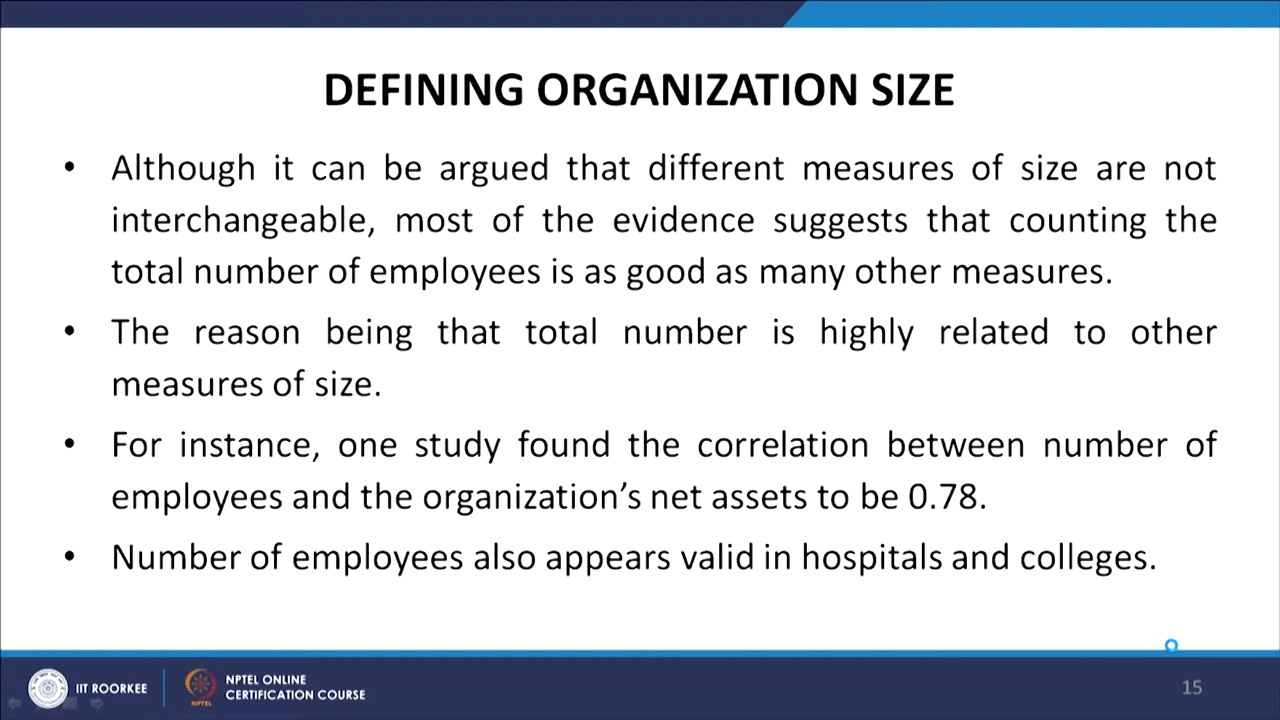 DEFINING ORGANIZATION SIZE
• Although it can be argued that different measures of size are not
interchangeable, most of the evidence suggests that counting the
total number of employees is as good as many other measures.
• The reason being that total number is highly related to other
measures of size.
• For instance, one study found the correlation between number of
employees and the organization’s net assets to be 0.78.
• Number of employees also appears valid in hospitals and colleges.
IIT ROORKEE
NPTEL
NPTEL ONLINE
CERTIFICATION COURSE
15